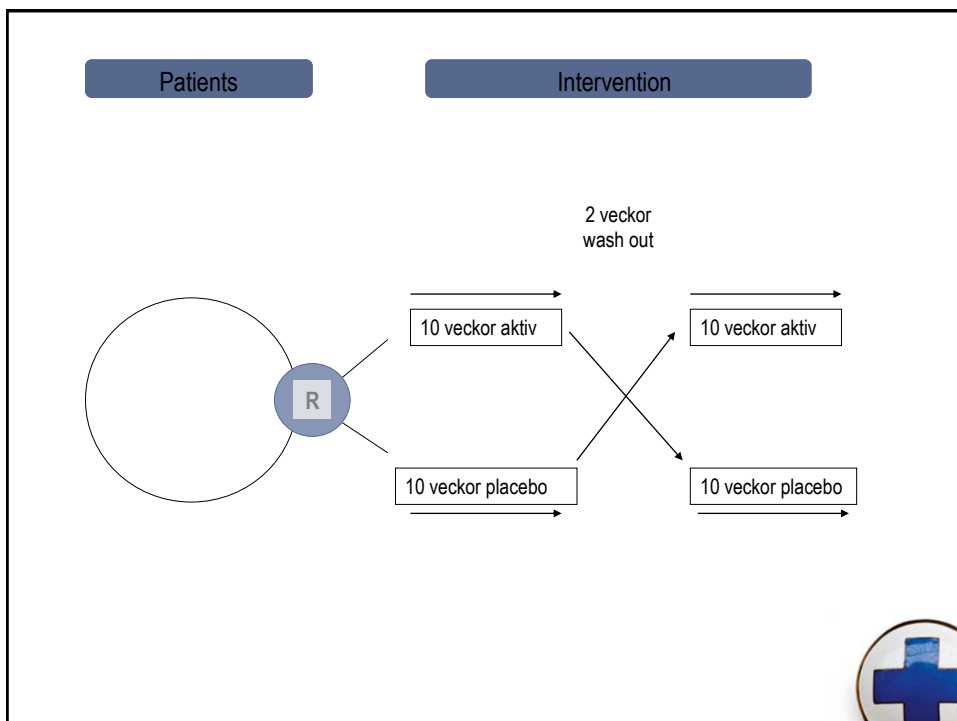 Patients
Intervention
2 veckor
wash out
10 veckor aktiv
10 veckor aktiv
R
10 veckor placebo
10 veckor placebo